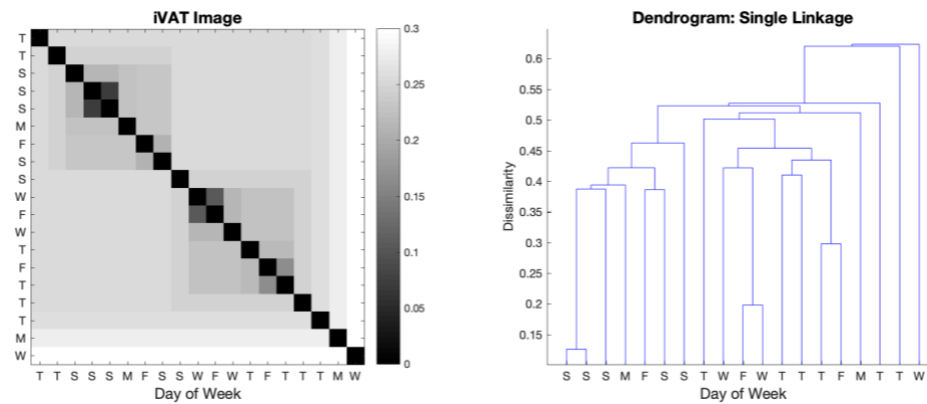 iVAT Image
T
T
S
S
S
M
F
S
S
W
F
W
T
F
T
T
T
M
W
T T S S S M F S S W F W T F T T T M W
Day of Week
0.3
0.25
0.2
0.15
0.1
0.05
0
Dendrogram: Single Linkage
Dissimilarity
0.6
0.55
0.5
0.45
0.4
0.35
0.3
0.25
0.2
0.15
S S S M F S S T W F W T T T F M T T W
Day of Week